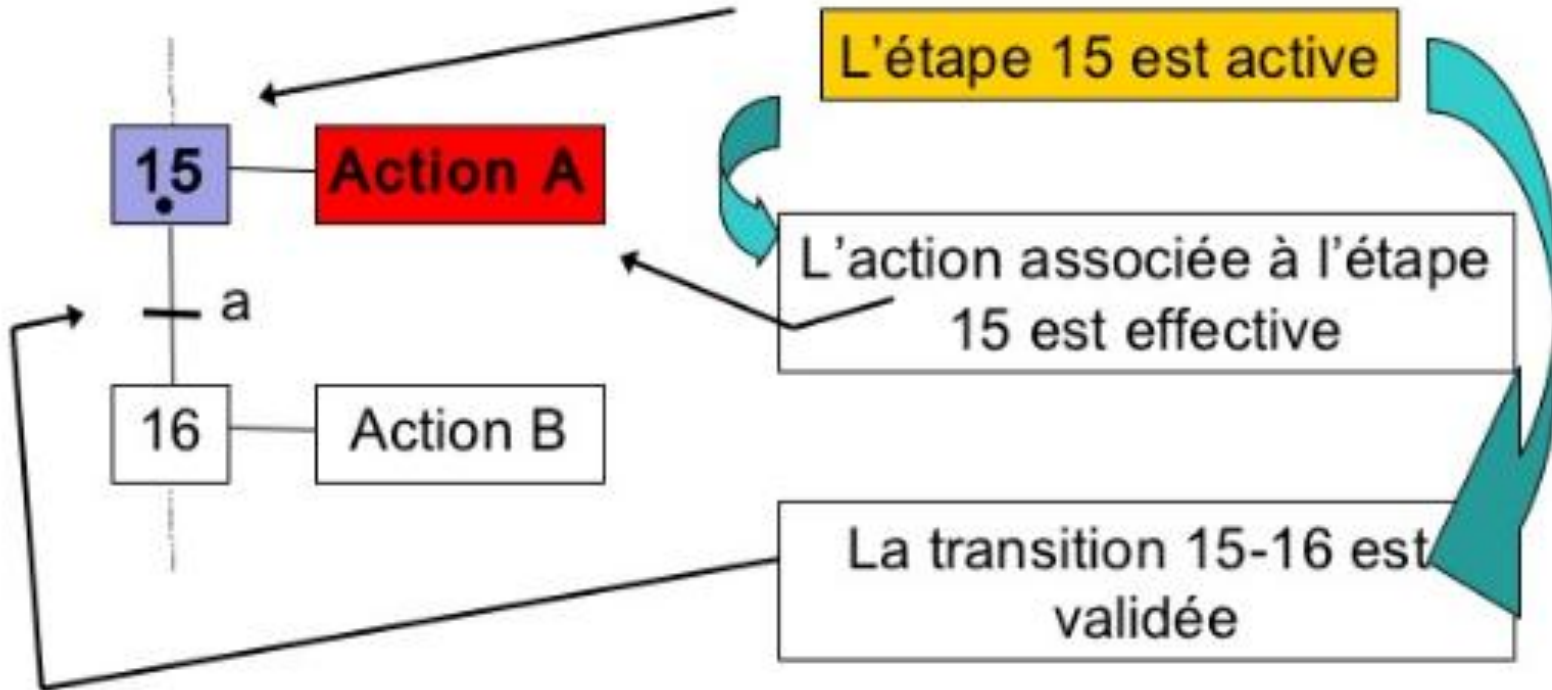 L'étape 15 est active
15
Action A
L'action associée à l'étape
15 est effective
a
16
Action B
La transition 15-16 est
validée